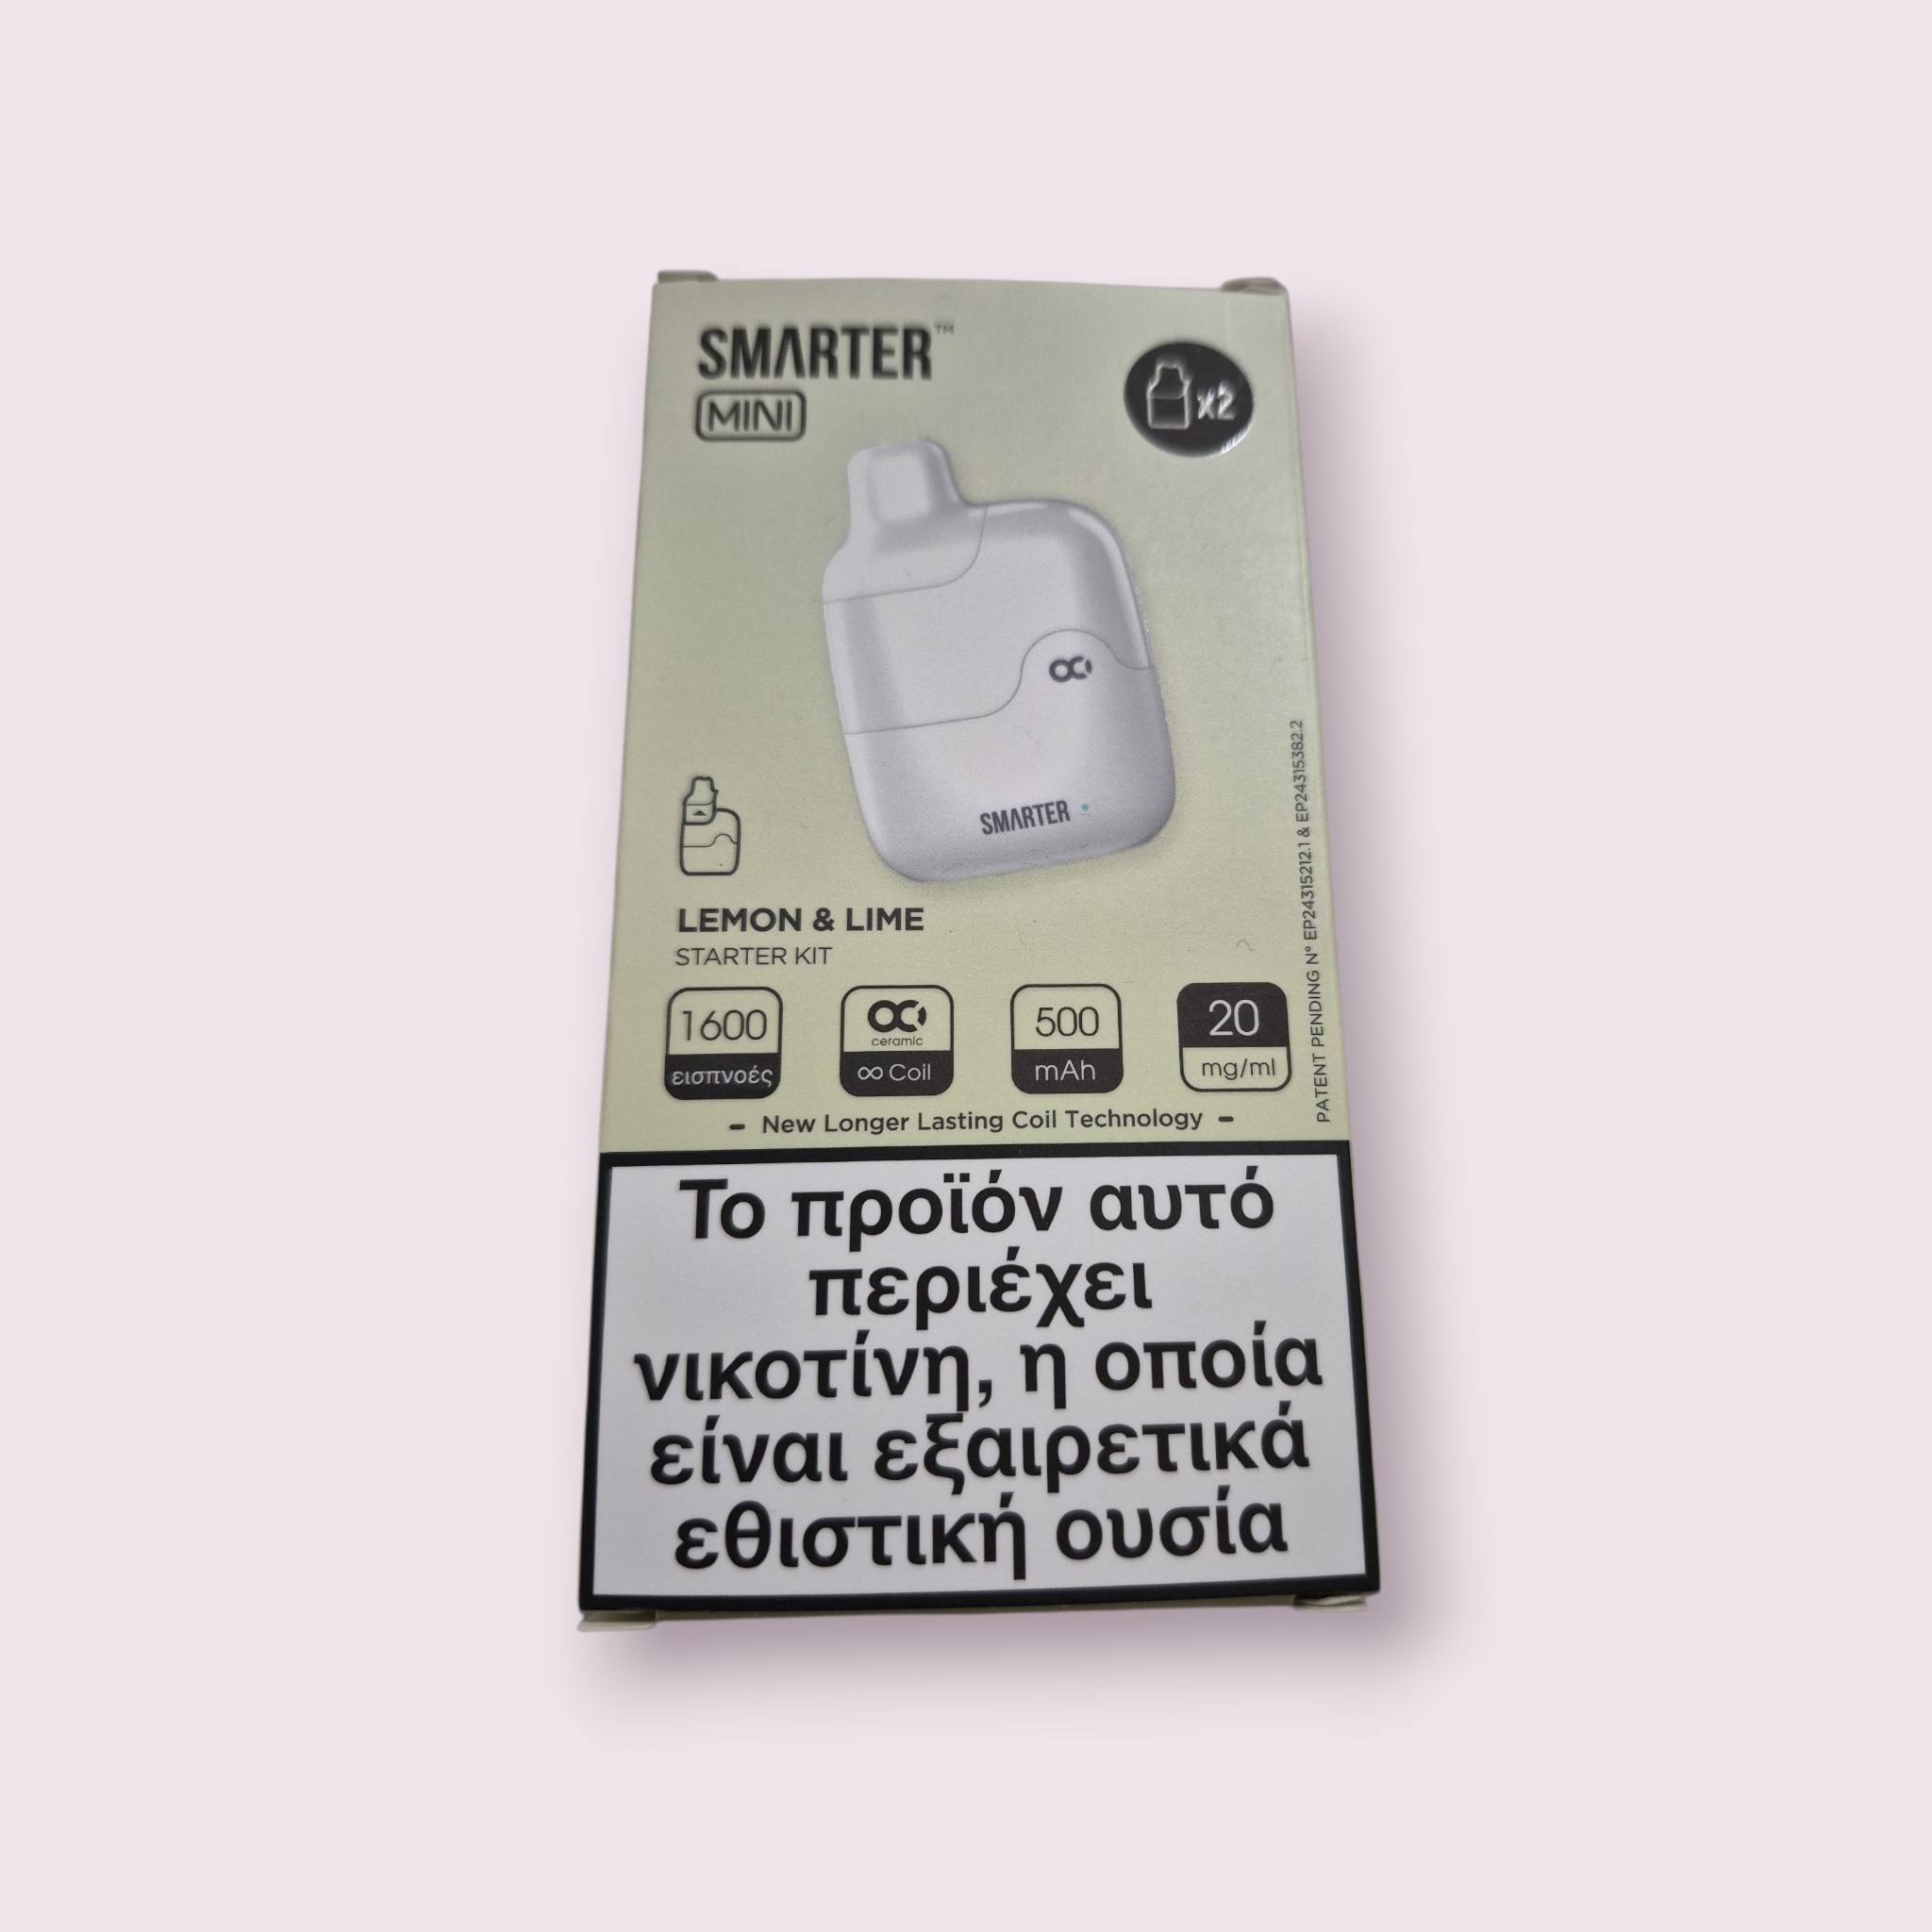 SMARTER™
MINI
x2
SMARTER
LEMON & LIME
STARTER KIT
1600
εισπνοές
ceramic
∞ Coil
500
mAh
20
mg/ml
- New Longer Lasting Coil Technology -
PATENT PENDING N° EP24315212.1 & EP24315382.2
Το προϊόν αυτό
περιέχει
νικοτίνη, η οποία
είναι εξαιρετικά
εθιστική ουσία